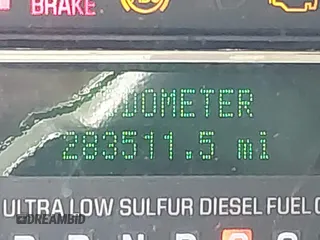 BRAKE
ODOMETER
283511.5 mi
ULTRA LOW SULFUR DIESEL FUEL O
DREAMBID